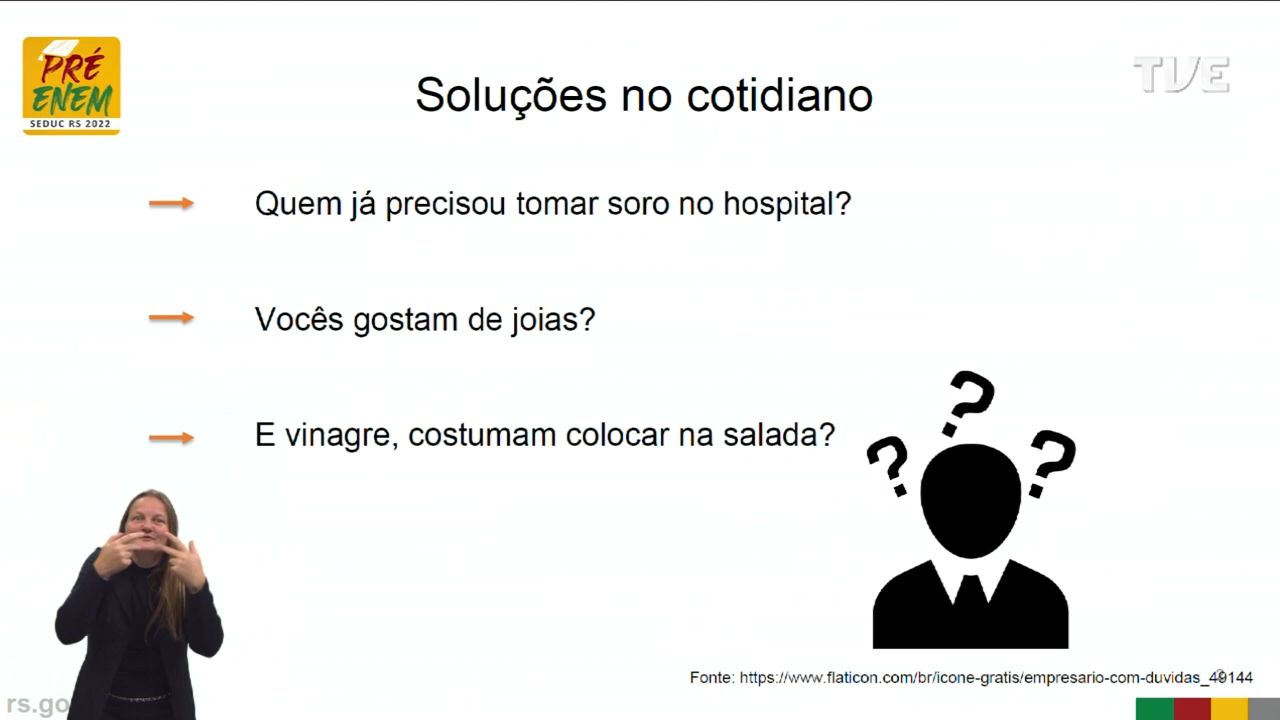 PRÉ
ENEM
SEDUC RS 2022
TVE
Soluções no cotidiano
Quem já precisou tomar soro no hospital?
Vocês gostam de joias?
E vinagre, costumam colocar na salada?
? ? ?
Fonte: https://www.flaticon.com/br/icone-gratis/empresario-com-duvidas_49144
rs.go